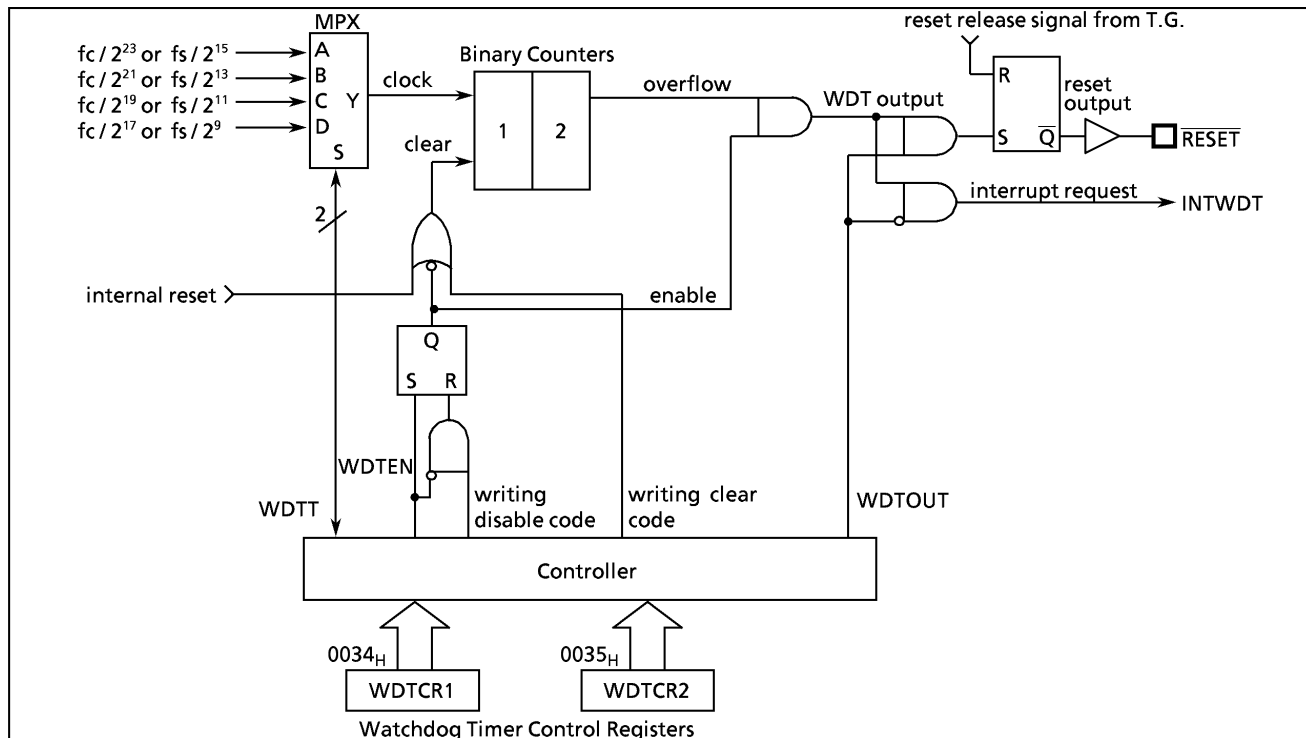 MPX
reset release signal from T.G.
fc / 2²³ or fs / 2¹⁵
fc / 2²¹ or fs / 2¹³
fc / 2¹⁹ or fs / 2¹¹
fc / 2¹⁷ or fs / 2⁹
A
B
C
D
Y
S
clock
clear
Binary Counters
1
2
overflow
WDT output
R
S
Q̅
reset
output
R̅E̅S̅E̅T̅
interrupt request
INTWDT
2
internal reset
enable
Q
S
R
WDTEN
WDTT
writing
disable code
writing clear
code
WDTOUT
Controller
0034H
0035H
WDTCR1
WDTCR2
Watchdog Timer Control Registers